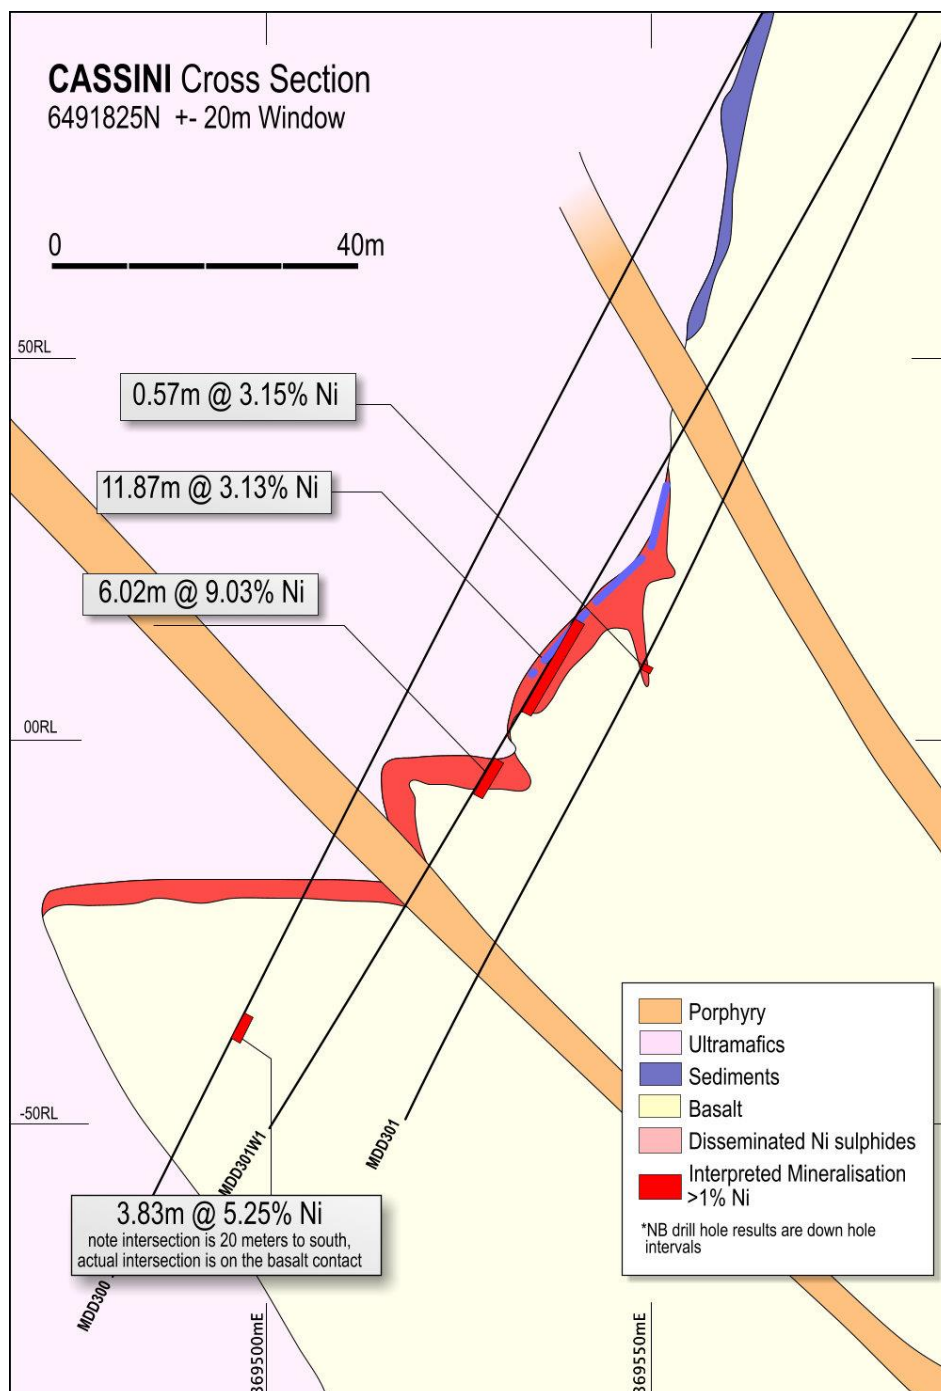 CASSINI Cross Section
6491825N +- 20m Window
0 40m
50RL
0.57m @ 3.15% Ni
11.87m @ 3.13% Ni
6.02m @ 9.03% Ni
00RL
-50RL
MDD301W1
MDD301
3.83m @ 5.25% Ni
note intersection is 20 meters to south,
actual intersection is on the basalt contact
MDD300
Porphyry
Ultramafics
Sediments
Basalt
Disseminated Ni sulphides
Interpreted Mineralisation
>1% Ni
*NB drill hole results are down hole
intervals
369500mE
369550mE